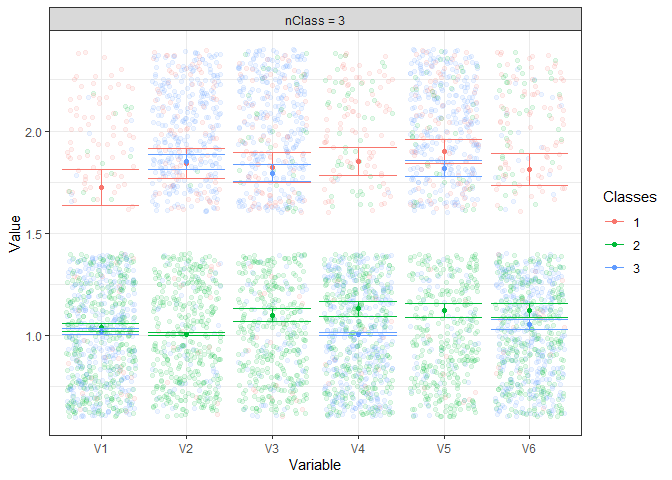 nClass = 3
2.0
1.5
1.0
Value
V1 V2 V3 V4 V5 V6
Variable
Classes
1
2
3